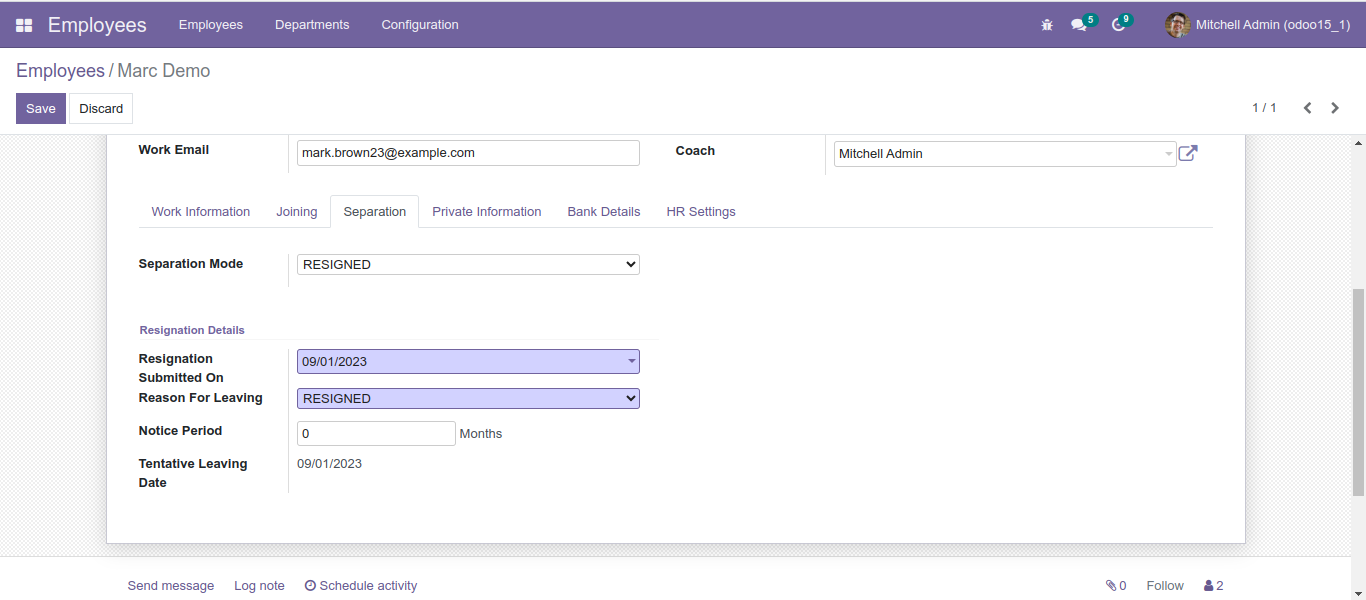 Employees Employees Departments Configuration 5 9 Mitchell Admin (odoo15_1)
Employees / Marc Demo
Save Discard 1 / 1
Work Email mark.brown23@example.com Coach Mitchell Admin
Work Information Joining Separation Private Information Bank Details HR Settings
Separation Mode RESIGNED
Resignation Details
Resignation Submitted On 09/01/2023
Reason For Leaving RESIGNED
Notice Period 0 Months
Tentative Leaving Date 09/01/2023
Send message Log note Schedule activity 0 Follow 2